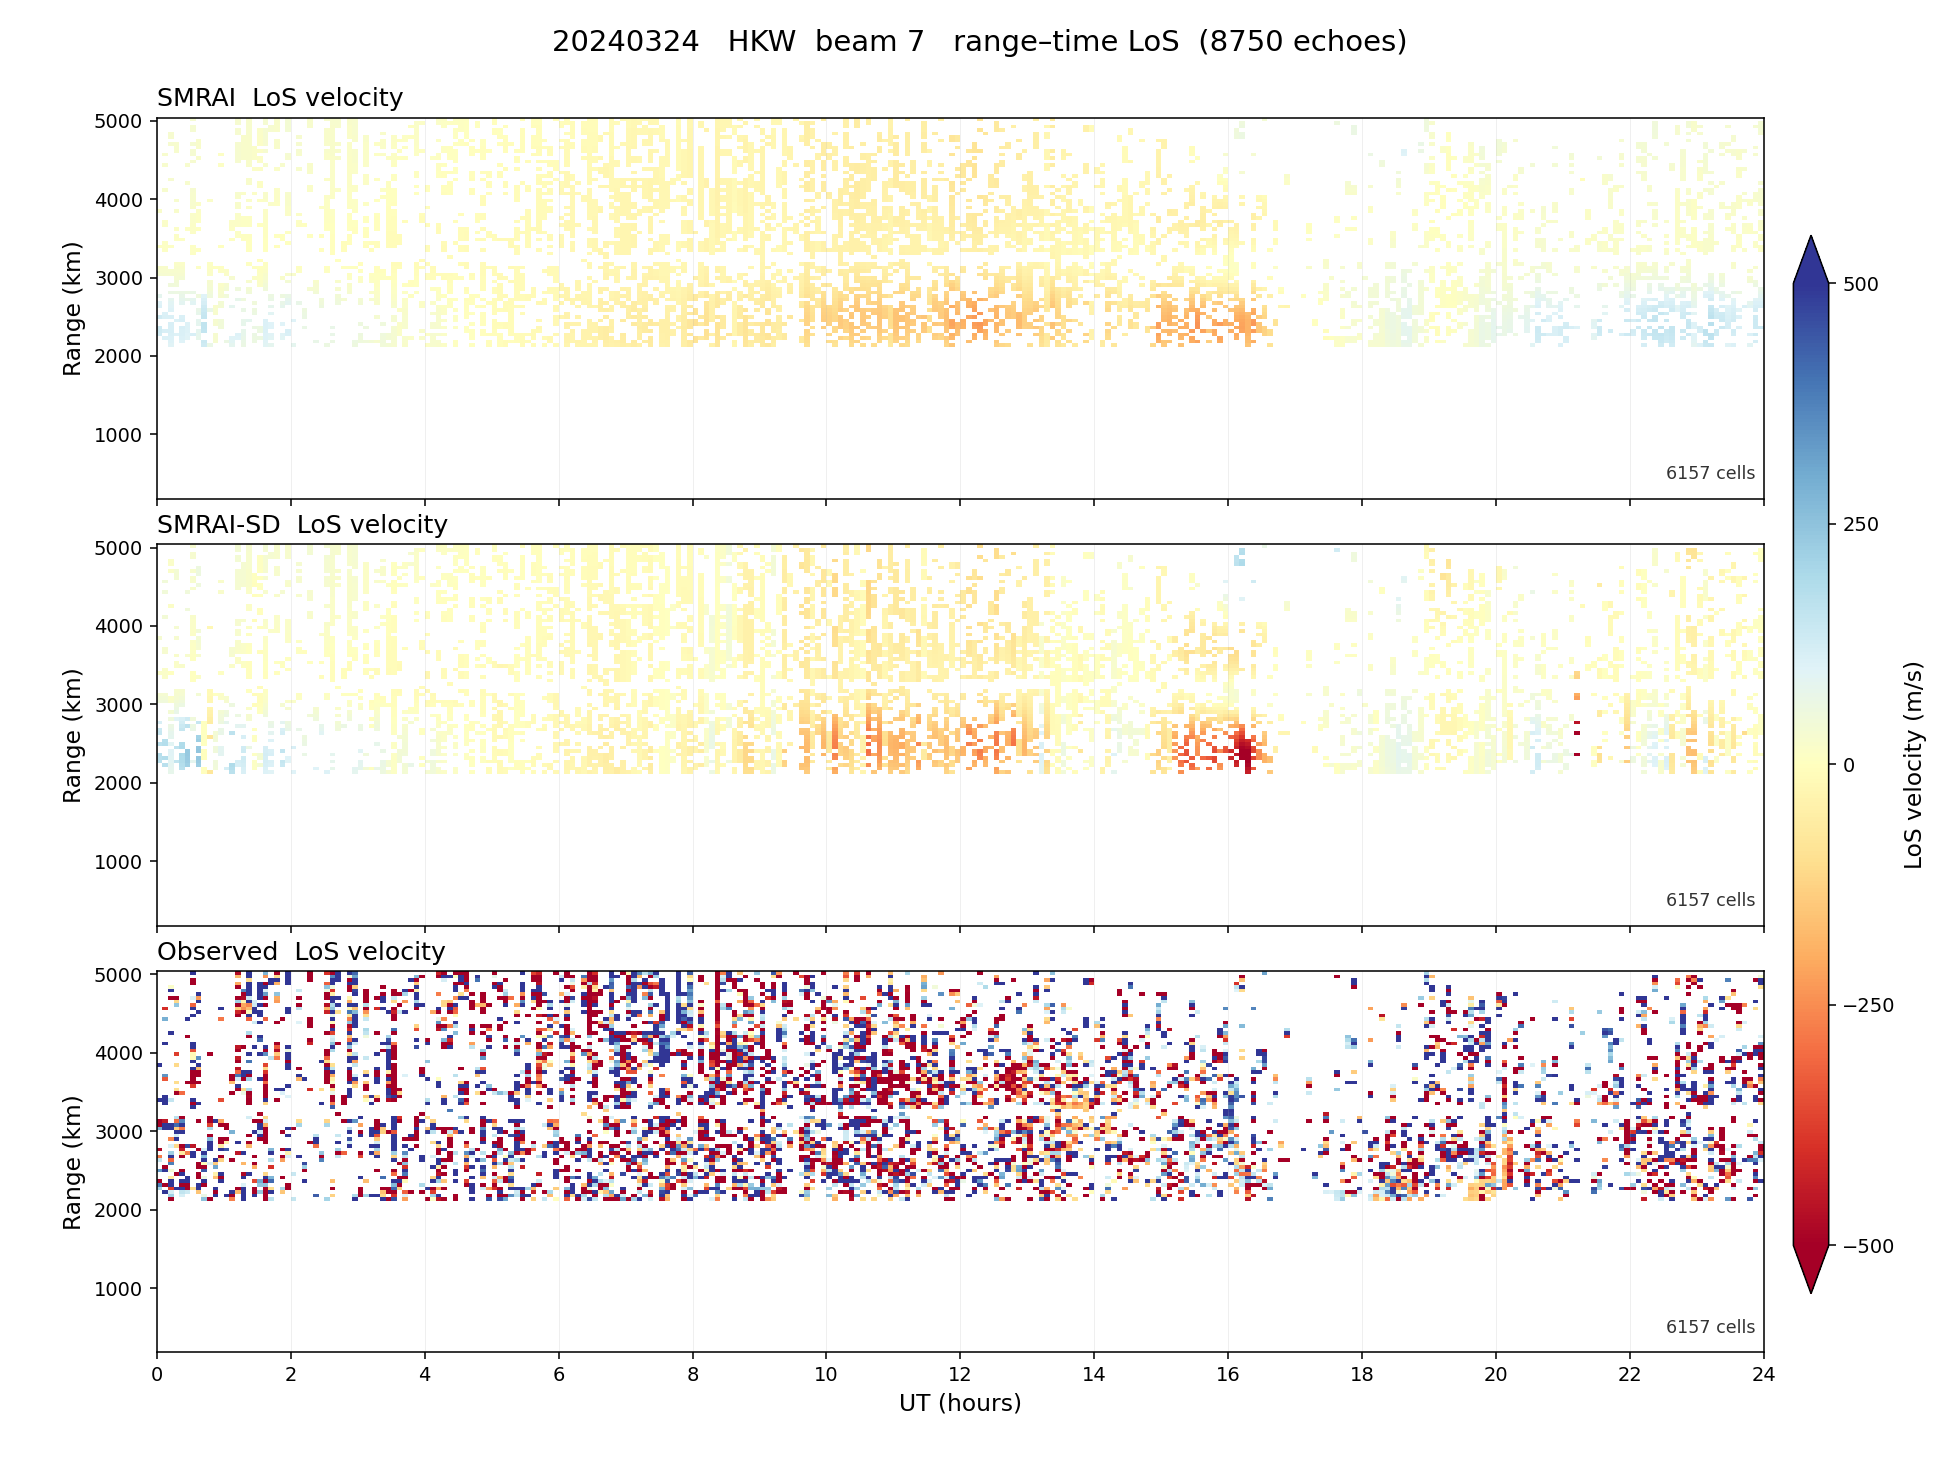 20240324   HKW  beam 7   range–time LoS  (8750 echoes)
SMRAI  LoS velocity
5000
4000
3000
2000
1000
Range (km)
6157 cells
SMRAI-SD  LoS velocity
5000
4000
3000
2000
1000
Range (km)
6157 cells
Observed  LoS velocity
5000
4000
3000
2000
1000
Range (km)
6157 cells
0 2 4 6 8 10 12 14 16 18 20 22 24
UT (hours)
500
250
0
−250
−500
LoS velocity (m/s)